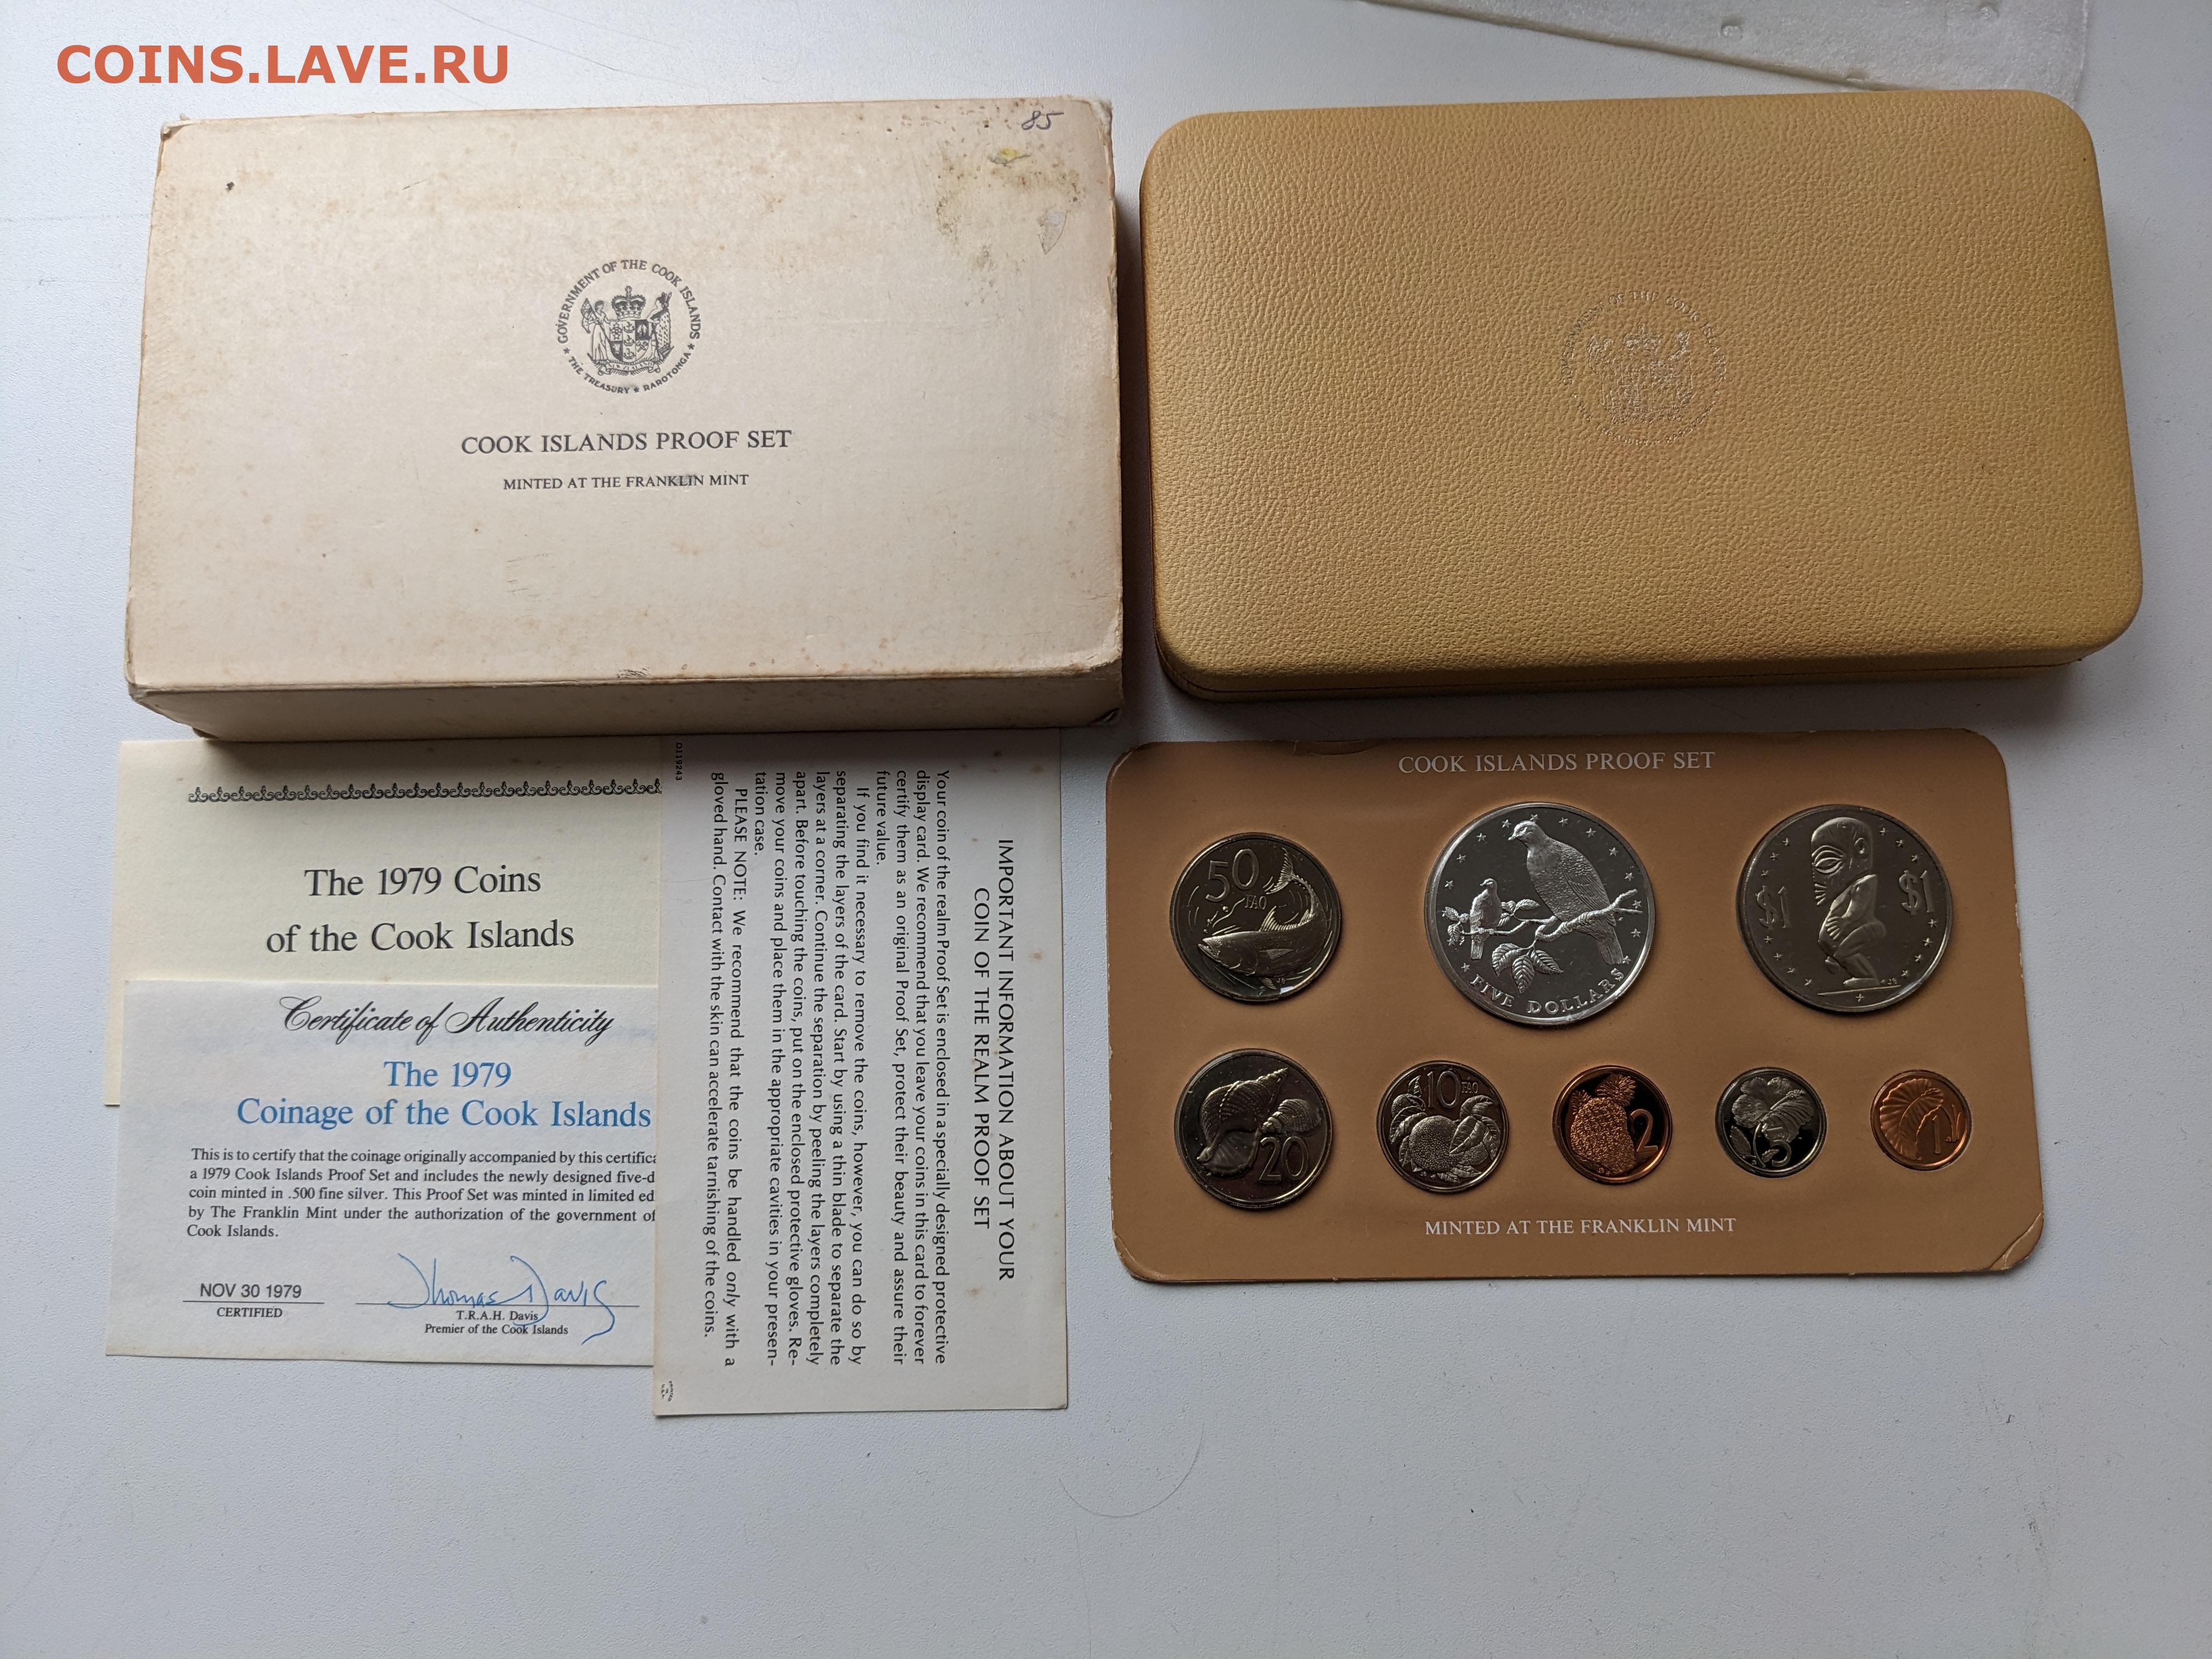 COINS.LAVE.RU
85
GOVERNMENT OF THE COOK ISLANDS
★ THE TREASURY ★ RAROTONGA ★
COOK ISLANDS PROOF SET
MINTED AT THE FRANKLIN MINT
OF THE COOK ISLANDS
The 1979 Coins
of the Cook Islands
Certificate of Authenticity
The 1979
Coinage of the Cook Islands
This is to certify that the coinage originally accompanied by this certifica
a 1979 Cook Islands Proof Set and includes the newly designed five-d
coin minted in .500 fine silver. This Proof Set was minted in limited ed
by The Franklin Mint under the authorization of the government of
Cook Islands.
NOV 30 1979
CERTIFIED
Thomas Davis
T.R.A.H. Davis
Premier of the Cook Islands
0119243
IMPORTANT INFORMATION ABOUT YOUR
COIN OF THE REALM PROOF SET
Your coin of the realm Proof Set is enclosed in a specially designed protective
display card. We recommend that you leave your coins in this card to forever
certify them as an original Proof Set, protect their beauty and assure their
future value.
If you find it necessary to remove the coins, however, you can do so by
separating the layers of the card. Start by using a thin blade to separate the
layers at a corner. Continue the separation by peeling the layers completely
apart. Before touching the coins, put on the enclosed protective gloves. Re-
move your coins and place them in the appropriate cavities in your presen-
tation case.
PLEASE NOTE: We recommend that the coins be handled only with a
gloved hand. Contact with the skin can accelerate tarnishing of the coins.
COOK ISLANDS PROOF SET
50
FAO
FIVE DOLLARS
$1 $1
20
10
FAO
2
5
1
MINTED AT THE FRANKLIN MINT